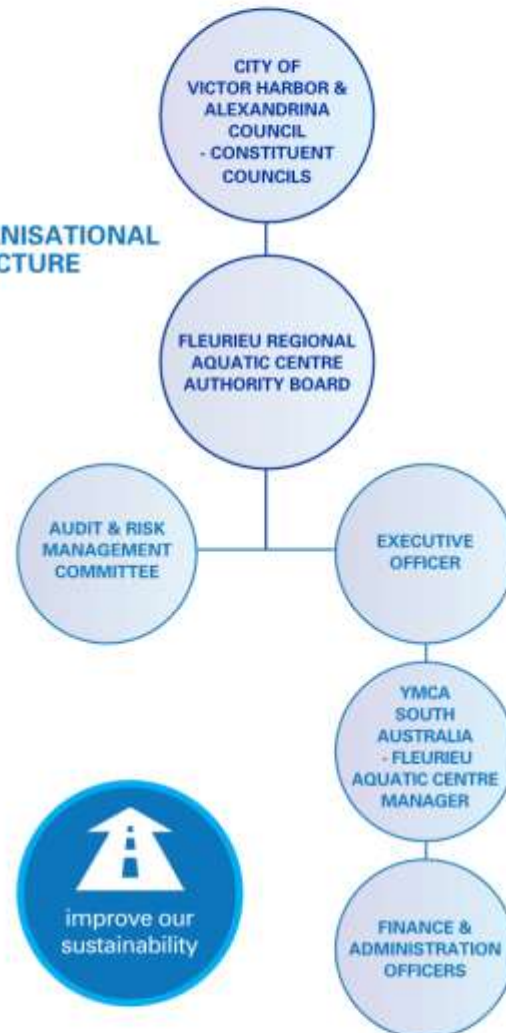 CITY OF
VICTOR HARBOR &
ALEXANDRINA
COUNCIL
- CONSTITUENT
COUNCILS
NISATIONAL
CTURE
FLEURIEU REGIONAL
AQUATIC CENTRE
AUTHORITY BOARD
AUDIT & RISK
MANAGEMENT
COMMITTEE
EXECUTIVE
OFFICER
YMCA
SOUTH
AUSTRALIA
- FLEURIEU
AQUATIC CENTRE
MANAGER
improve our
sustainability
FINANCE &
ADMINISTRATION
OFFICERS